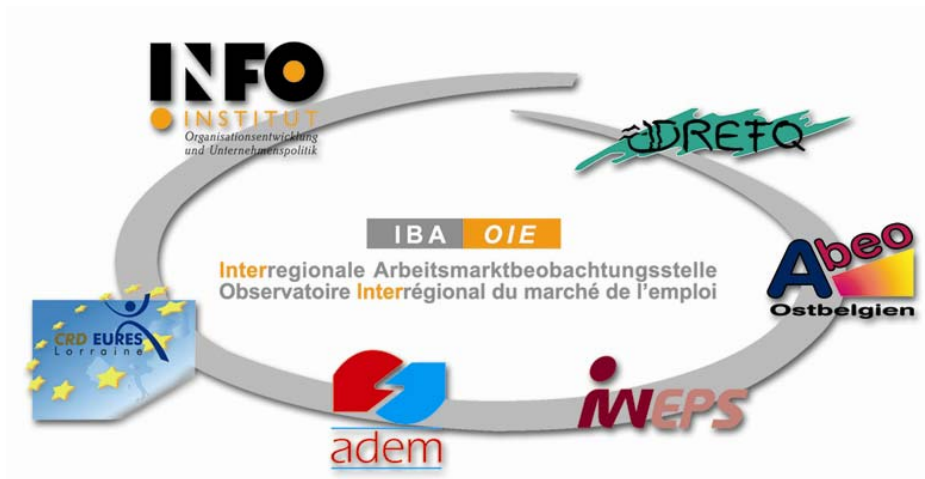 INFO
INSTITUT
Organisationsentwicklung
und Unternehmenspolitik
DREFQ
IBA OIE
Interregionale Arbeitsmarktbeobachtungsstelle
Observatoire Interrégional du marché de l'emploi
Abeo
Ostbelgien
CRD EURES
Lorraine
adem
iWEPS